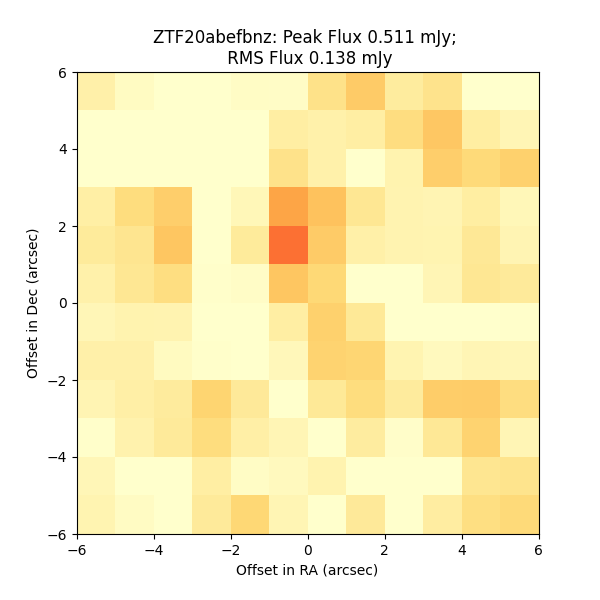 ZTF20abefbnz: Peak Flux 0.511 mJy;
RMS Flux 0.138 mJy
6
4
2
0
−2
−4
−6
Offset in Dec (arcsec)
−6 −4 −2 0 2 4 6
Offset in RA (arcsec)